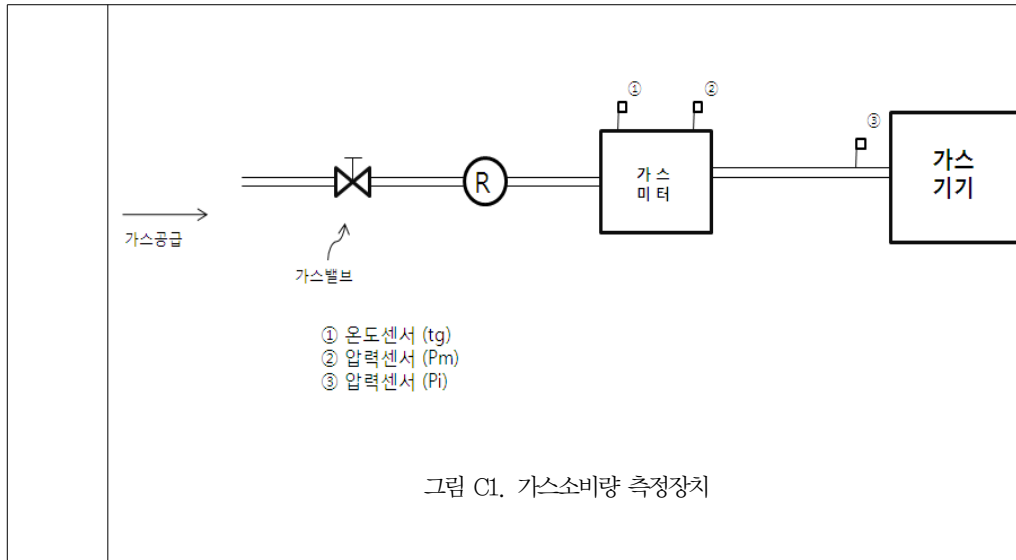 ①
②
③
R
가 스
미 터
가스
기기
가스공급
가스밸브
① 온도센서 (tg)
② 압력센서 (Pm)
③ 압력센서 (Pi)
그림 C1. 가스소비량 측정장치